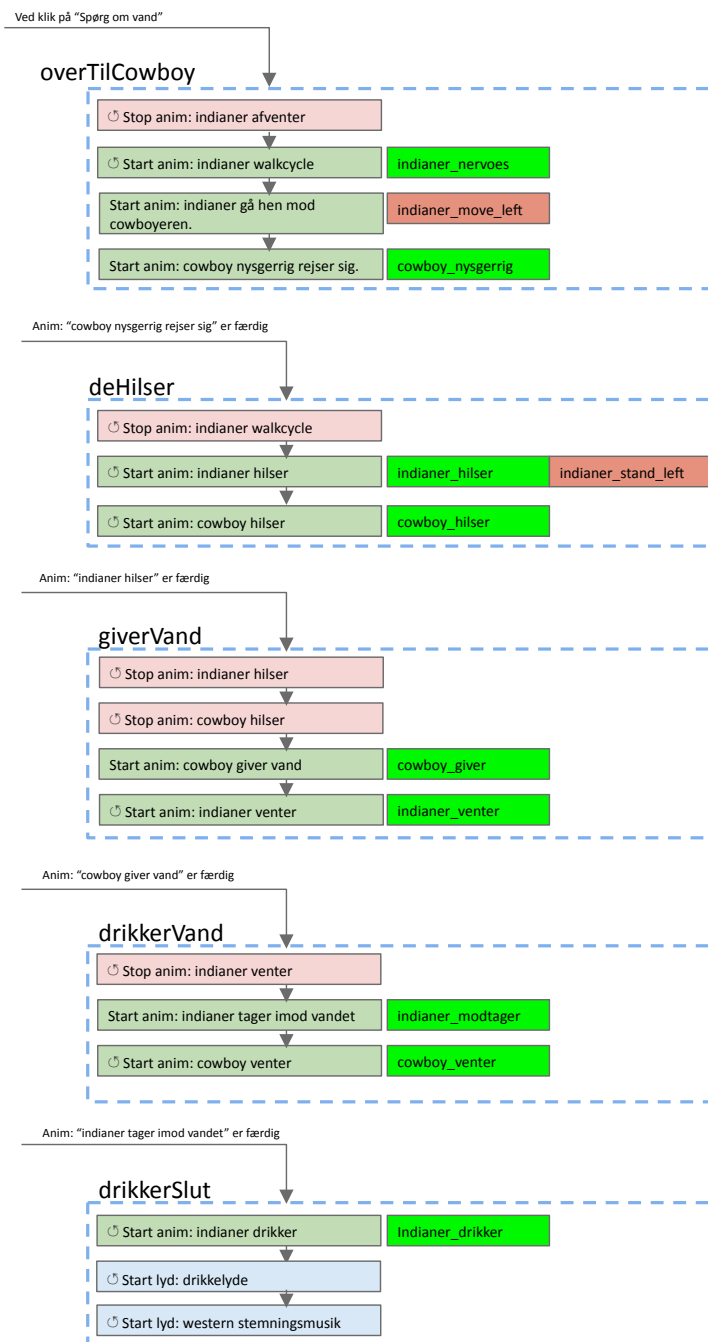 Ved klik på “Spørg om vand”
overTilCowboy
↺ Stop anim: indianer afventer
↺ Start anim: indianer walkcycle indianer_nervoes
Start anim: indianer gå hen mod
cowboyeren. indianer_move_left
Start anim: cowboy nysgerrig rejser sig. cowboy_nysgerrig
Anim: “cowboy nysgerrig rejser sig” er færdig
deHilser
↺ Stop anim: indianer walkcycle
↺ Start anim: indianer hilser indianer_hilser indianer_stand_left
↺ Start anim: cowboy hilser cowboy_hilser
Anim: “indianer hilser” er færdig
giverVand
↺ Stop anim: indianer hilser
↺ Stop anim: cowboy hilser
Start anim: cowboy giver vand cowboy_giver
↺ Start anim: indianer venter indianer_venter
Anim: “cowboy giver vand” er færdig
drikkerVand
↺ Stop anim: indianer venter
Start anim: indianer tager imod vandet indianer_modtager
↺ Start anim: cowboy venter cowboy_venter
Anim: “indianer tager imod vandet” er færdig
drikkerSlut
↺ Start anim: indianer drikker Indianer_drikker
↺ Start lyd: drikkelyde
↺ Start lyd: western stemningsmusik